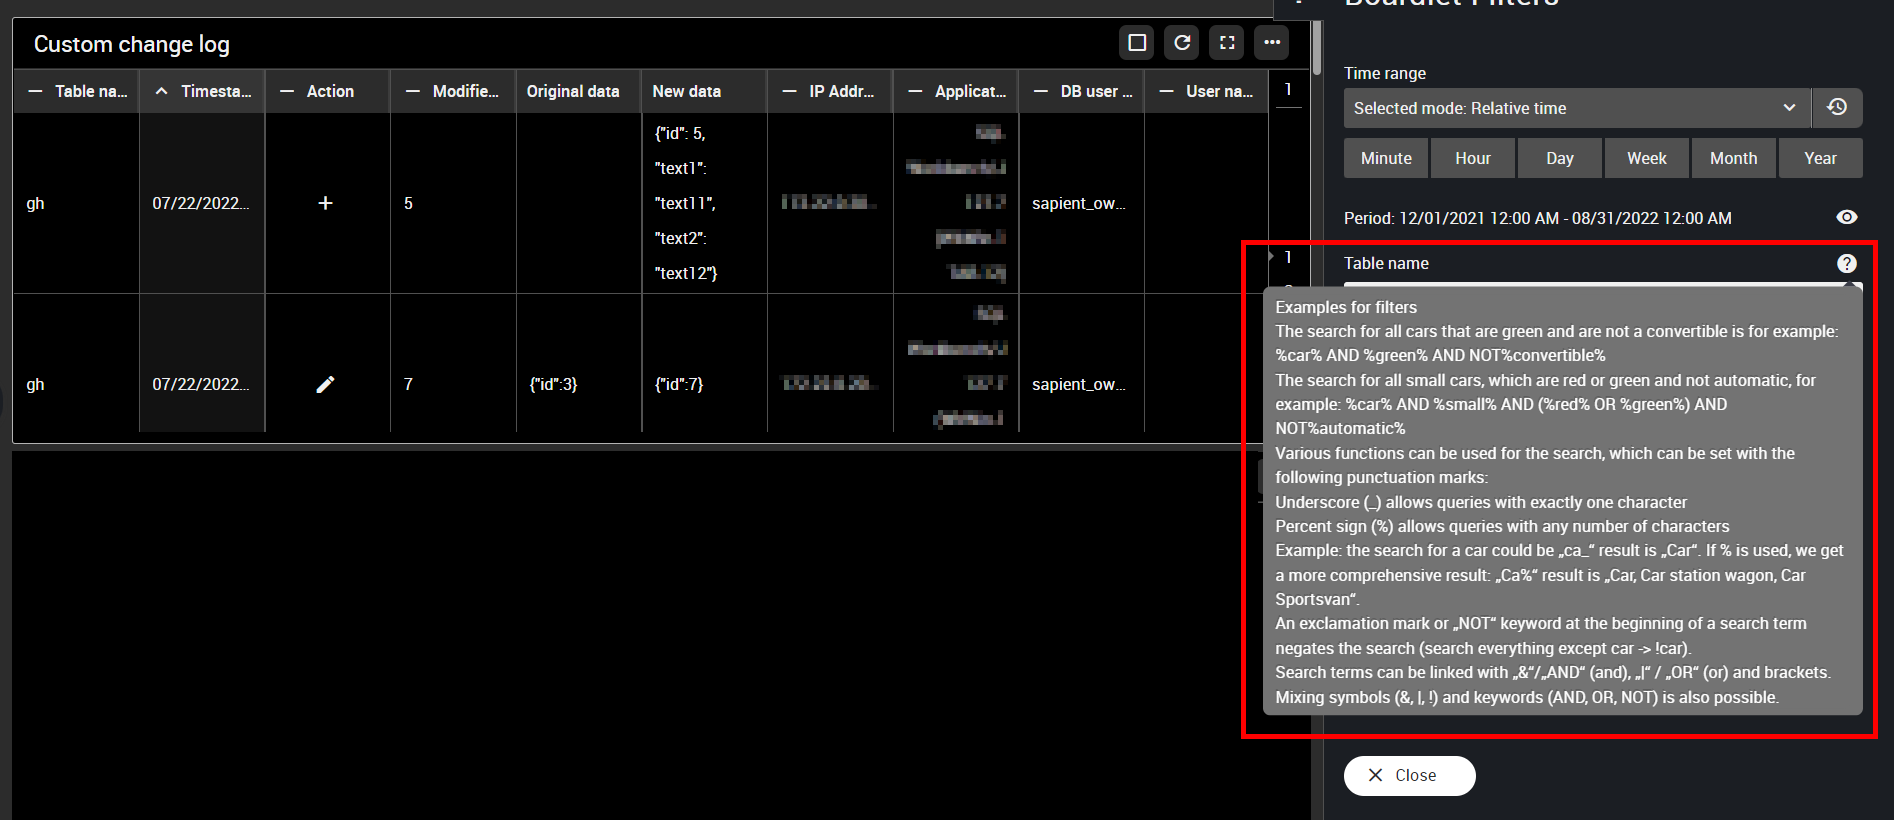 Boardlet Filters
Custom change log
Table na...
Timesta...
Action
Modifie...
Original data
New data
IP Addr...
Applicat...
DB user ...
User na...
1
gh
07/22/2022...
+
5
{"id": 5,
"text1":
"text11",
"text2":
"text12"}
sapient_ow...
1
gh
07/22/2022...
7
{"id":3}
{"id":7}
sapient_ow...
Time range
Selected mode: Relative time
Minute
Hour
Day
Week
Month
Year
Period: 12/01/2021 12:00 AM - 08/31/2022 12:00 AM
Table name
?
Examples for filters
The search for all cars that are green and are not a convertible is for example:
%car% AND %green% AND NOT%convertible%
The search for all small cars, which are red or green and not automatic, for
example: %car% AND %small% AND (%red% OR %green%) AND
NOT%automatic%
Various functions can be used for the search, which can be set with the
following punctuation marks:
Underscore (_) allows queries with exactly one character
Percent sign (%) allows queries with any number of characters
Example: the search for a car could be „ca_“ result is „Car“. If % is used, we get
a more comprehensive result: „Ca%“ result is „Car, Car station wagon, Car
Sportsvan“.
An exclamation mark or „NOT“ keyword at the beginning of a search term
negates the search (search everything except car -> !car).
Search terms can be linked with „&“/„AND“ (and), „|“ / „OR“ (or) and brackets.
Mixing symbols (&, |, !) and keywords (AND, OR, NOT) is also possible.
Close